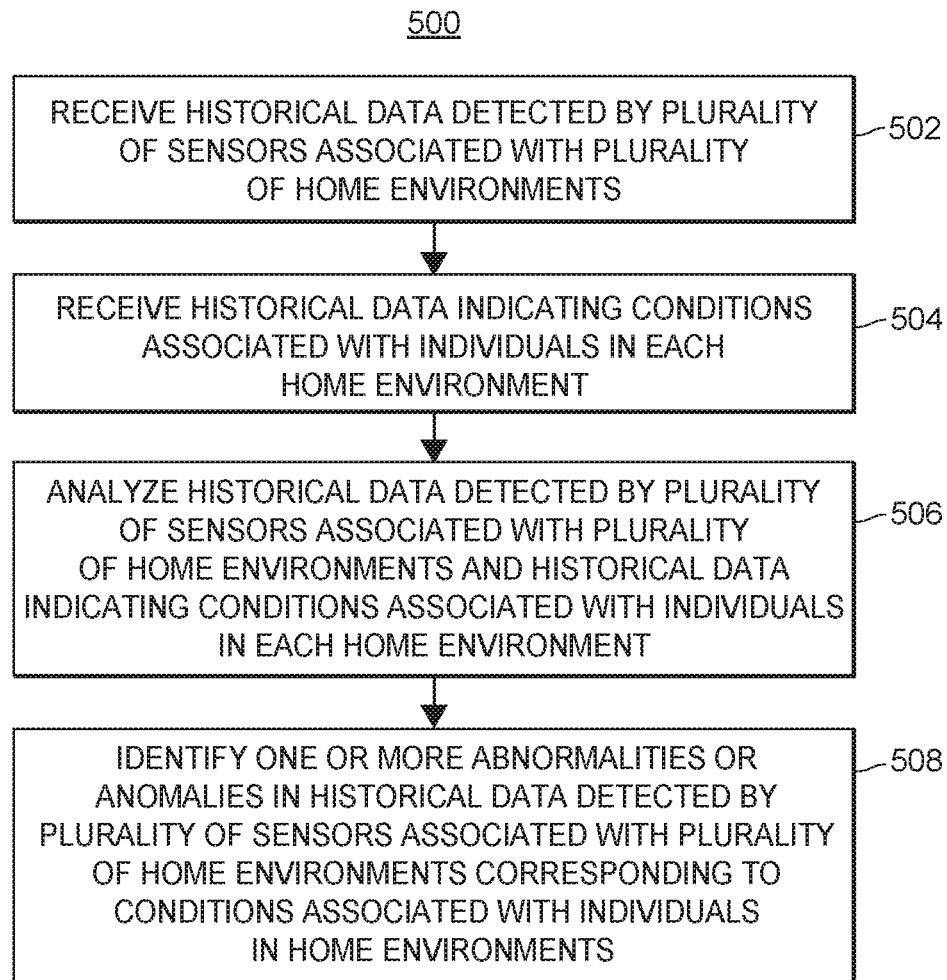 500
RECEIVE HISTORICAL DATA DETECTED BY PLURALITY
OF SENSORS ASSOCIATED WITH PLURALITY
OF HOME ENVIRONMENTS
502
RECEIVE HISTORICAL DATA INDICATING CONDITIONS
ASSOCIATED WITH INDIVIDUALS IN EACH
HOME ENVIRONMENT
504
ANALYZE HISTORICAL DATA DETECTED BY PLURALITY
OF SENSORS ASSOCIATED WITH PLURALITY
OF HOME ENVIRONMENTS AND HISTORICAL DATA
INDICATING CONDITIONS ASSOCIATED WITH INDIVIDUALS
IN EACH HOME ENVIRONMENT
506
IDENTIFY ONE OR MORE ABNORMALITIES OR
ANOMALIES IN HISTORICAL DATA DETECTED BY
PLURALITY OF SENSORS ASSOCIATED WITH PLURALITY
OF HOME ENVIRONMENTS CORRESPONDING TO
CONDITIONS ASSOCIATED WITH INDIVIDUALS
IN HOME ENVIRONMENTS
508